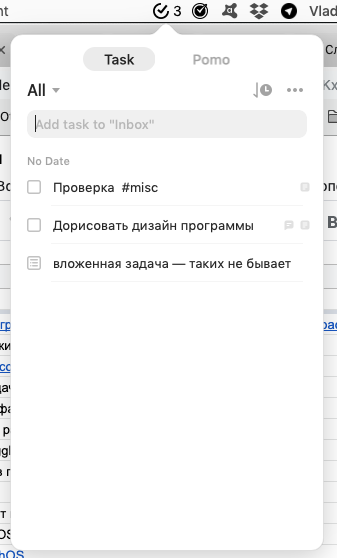 3
Vlad
Task
Pomo
All
Add task to "Inbox"
No Date
Проверка #misc
Дорисовать дизайн программы
вложенная задача — таких не бывает